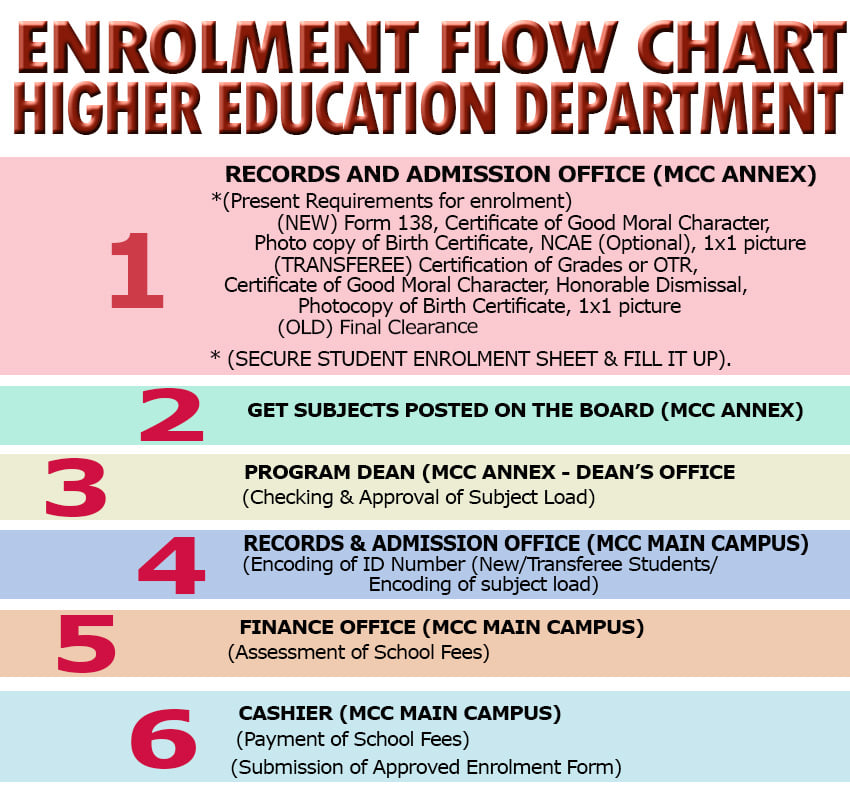 ENROLMENT FLOW CHART
HIGHER EDUCATION DEPARTMENT
1
RECORDS AND ADMISSION OFFICE (MCC ANNEX)
*(Present Requirements for enrolment)
(NEW) Form 138, Certificate of Good Moral Character,
Photo copy of Birth Certificate, NCAE (Optional), 1x1 picture
(TRANSFEREE) Certification of Grades or OTR,
Certificate of Good Moral Character, Honorable Dismissal,
Photocopy of Birth Certificate, 1x1 picture
(OLD) Final Clearance
* (SECURE STUDENT ENROLMENT SHEET & FILL IT UP).
2
GET SUBJECTS POSTED ON THE BOARD (MCC ANNEX)
3
PROGRAM DEAN (MCC ANNEX - DEAN'S OFFICE
(Checking & Approval of Subject Load)
4
RECORDS & ADMISSION OFFICE (MCC MAIN CAMPUS)
(Encoding of ID Number (New/Transferee Students/
Encoding of subject load)
5
FINANCE OFFICE (MCC MAIN CAMPUS)
(Assessment of School Fees)
6
CASHIER (MCC MAIN CAMPUS)
(Payment of School Fees)
(Submission of Approved Enrolment Form)